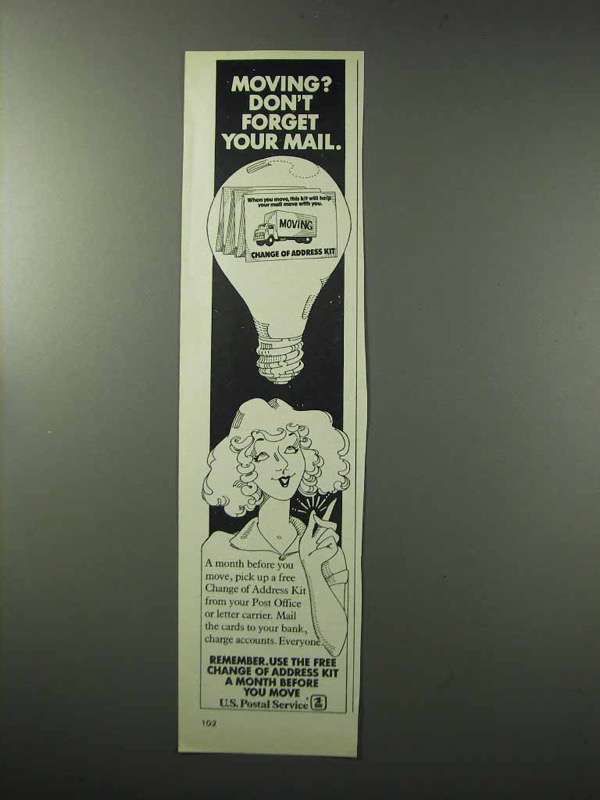 MOVING?
DON'T
FORGET
YOUR MAIL.
When you move, this kit will help
your mail move with you.
MOVING
CHANGE OF ADDRESS KIT
A month before you
move, pick up a free
Change of Address Kit
from your Post Office
or letter carrier. Mail
the cards to your bank,
charge accounts. Everyone.
REMEMBER. USE THE FREE
CHANGE OF ADDRESS KIT
A MONTH BEFORE
YOU MOVE
U.S. Postal Service
102